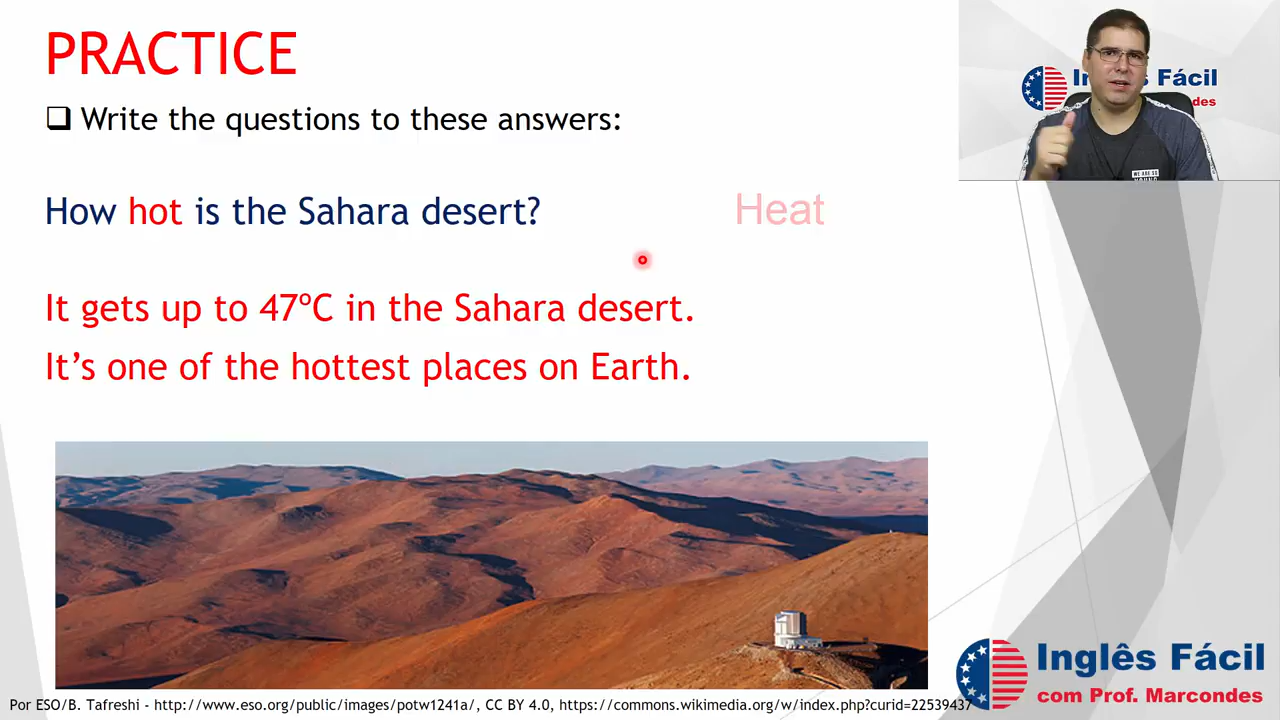 PRACTICE
Write the questions to these answers:
How hot is the Sahara desert?
Heat
It gets up to 47ºC in the Sahara desert.
It's one of the hottest places on Earth.
Fácil
WE ARE SO
Inglês Fácil
com Prof. Marcondes
Por ESO/B. Tafreshi - http://www.eso.org/public/images/potw1241a/, CC BY 4.0, https://commons.wikimedia.org/w/index.php?curid=22539437